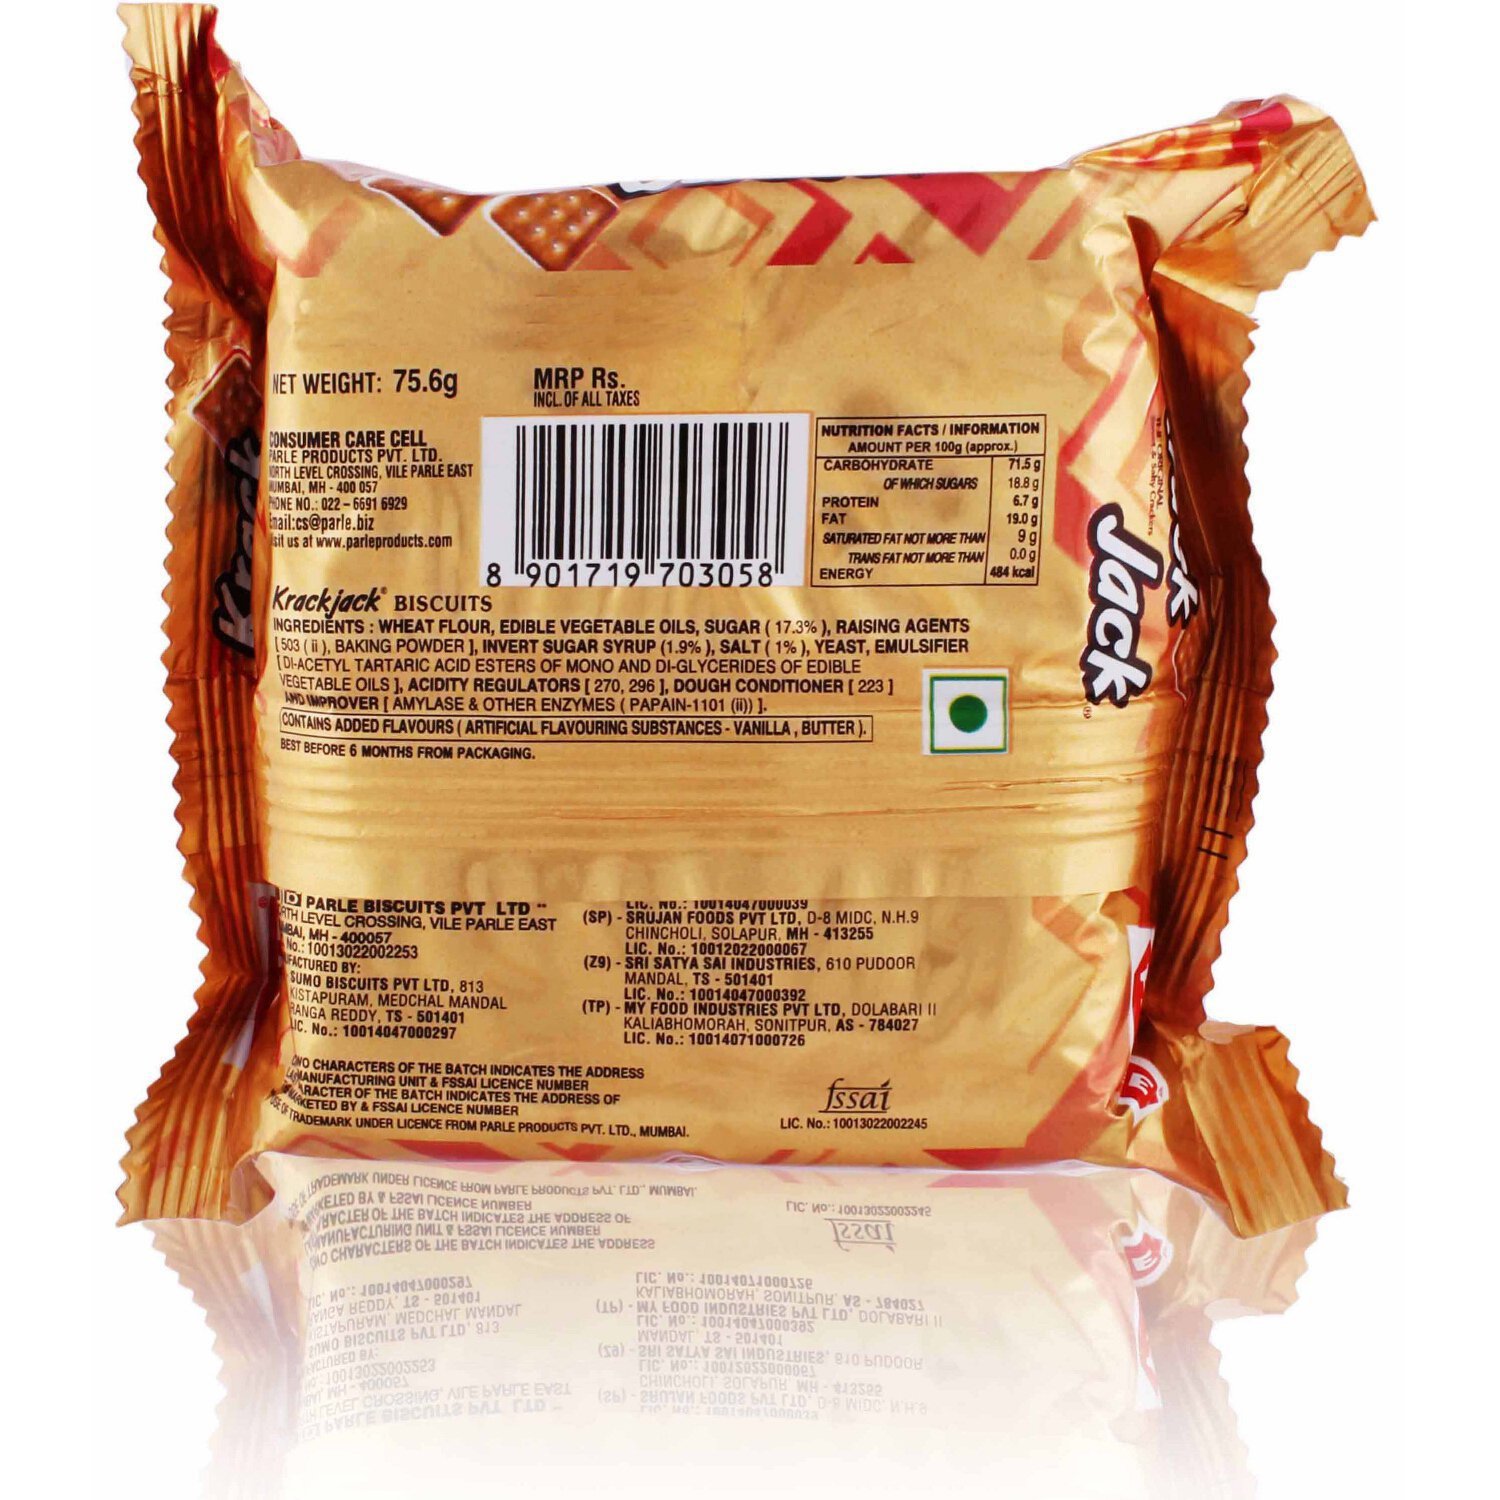 NET WEIGHT: 75.6g
MRP Rs.
INCL. OF ALL TAXES
CONSUMER CARE CELL
PARLE PRODUCTS PVT. LTD.
NORTH LEVEL CROSSING, VILE PARLE EAST
MUMBAI, MH - 400 057
PHONE NO.: 022 – 6691 6929
Email:cs@parle.biz
us at www.parleproducts.com
8 901719 703058
NUTRITION FACTS / INFORMATION
AMOUNT PER 100g (approx.)
CARBOHYDRATE 71.5 g
OF WHICH SUGARS 18.8 g
PROTEIN 6.7 g
FAT 19.0 g
SATURATED FAT NOT MORE THAN 9 g
TRANS FAT NOT MORE THAN 0.0 g
ENERGY 484 kcal
Krackjack® BISCUITS
INGREDIENTS : WHEAT FLOUR, EDIBLE VEGETABLE OILS, SUGAR ( 17.3% ), RAISING AGENTS
[ 503 ( ii ), BAKING POWDER ], INVERT SUGAR SYRUP (1.9% ), SALT ( 1% ), YEAST, EMULSIFIER
[ DI-ACETYL TARTARIC ACID ESTERS OF MONO AND DI-GLYCERIDES OF EDIBLE
VEGETABLE OILS ], ACIDITY REGULATORS [ 270, 296 ], DOUGH CONDITIONER [ 223 ]
AND IMPROVER [ AMYLASE & OTHER ENZYMES ( PAPAIN-1101 (ii)) ].
CONTAINS ADDED FLAVOURS ( ARTIFICIAL FLAVOURING SUBSTANCES - VANILLA , BUTTER ).
BEST BEFORE 6 MONTHS FROM PACKAGING.
Krack
Jack®
PARLE BISCUITS PVT LTD
LEVEL CROSSING, VILE PARLE EAST
MH - 400057
No.: 10013022002253
BY:
SUMO BISCUITS PVT LTD, 813
KISTAPURAM, MEDCHAL MANDAL
RANGA REDDY, TS - 501401
LIC. No.: 10014047000297
LIC. No.: 10014047000039
(SP) - SRUJAN FOODS PVT LTD, D-8 MIDC, N.H.9
CHINCHOLI, SOLAPUR, MH - 413255
LIC. No.: 10012022000067
(Z9) - SRI SATYA SAI INDUSTRIES, 610 PUDOOR
MANDAL, TS - 501401
LIC. No.: 10014047000392
(TP) - MY FOOD INDUSTRIES PVT LTD, DOLABARI II
KALIABHOMORAH, SONITPUR, AS - 784027
LIC. No.: 10014071000726
CHARACTERS OF THE BATCH INDICATES THE ADDRESS
MANUFACTURING UNIT & FSSAI LICENCE NUMBER
OF THE BATCH INDICATES THE ADDRESS OF
BY & FSSAI LICENCE NUMBER
TRADEMARK UNDER LICENCE FROM PARLE PRODUCTS PVT. LTD., MUMBAI.
fssai
LIC. No.: 10013022002245